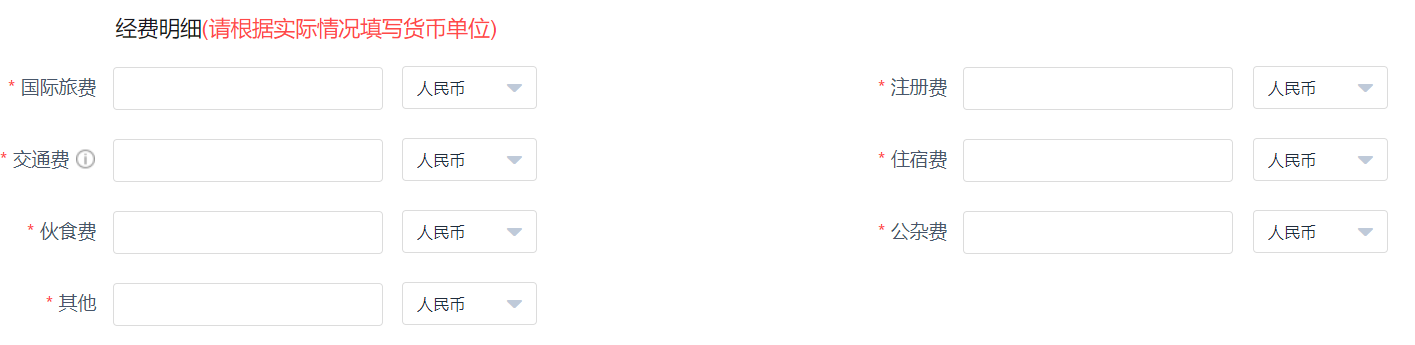 经费明细(请根据实际情况填写货币单位)
* 国际旅费 人民币 * 注册费 人民币
* 交通费 人民币 * 住宿费 人民币
* 伙食费 人民币 * 公杂费 人民币
* 其他 人民币